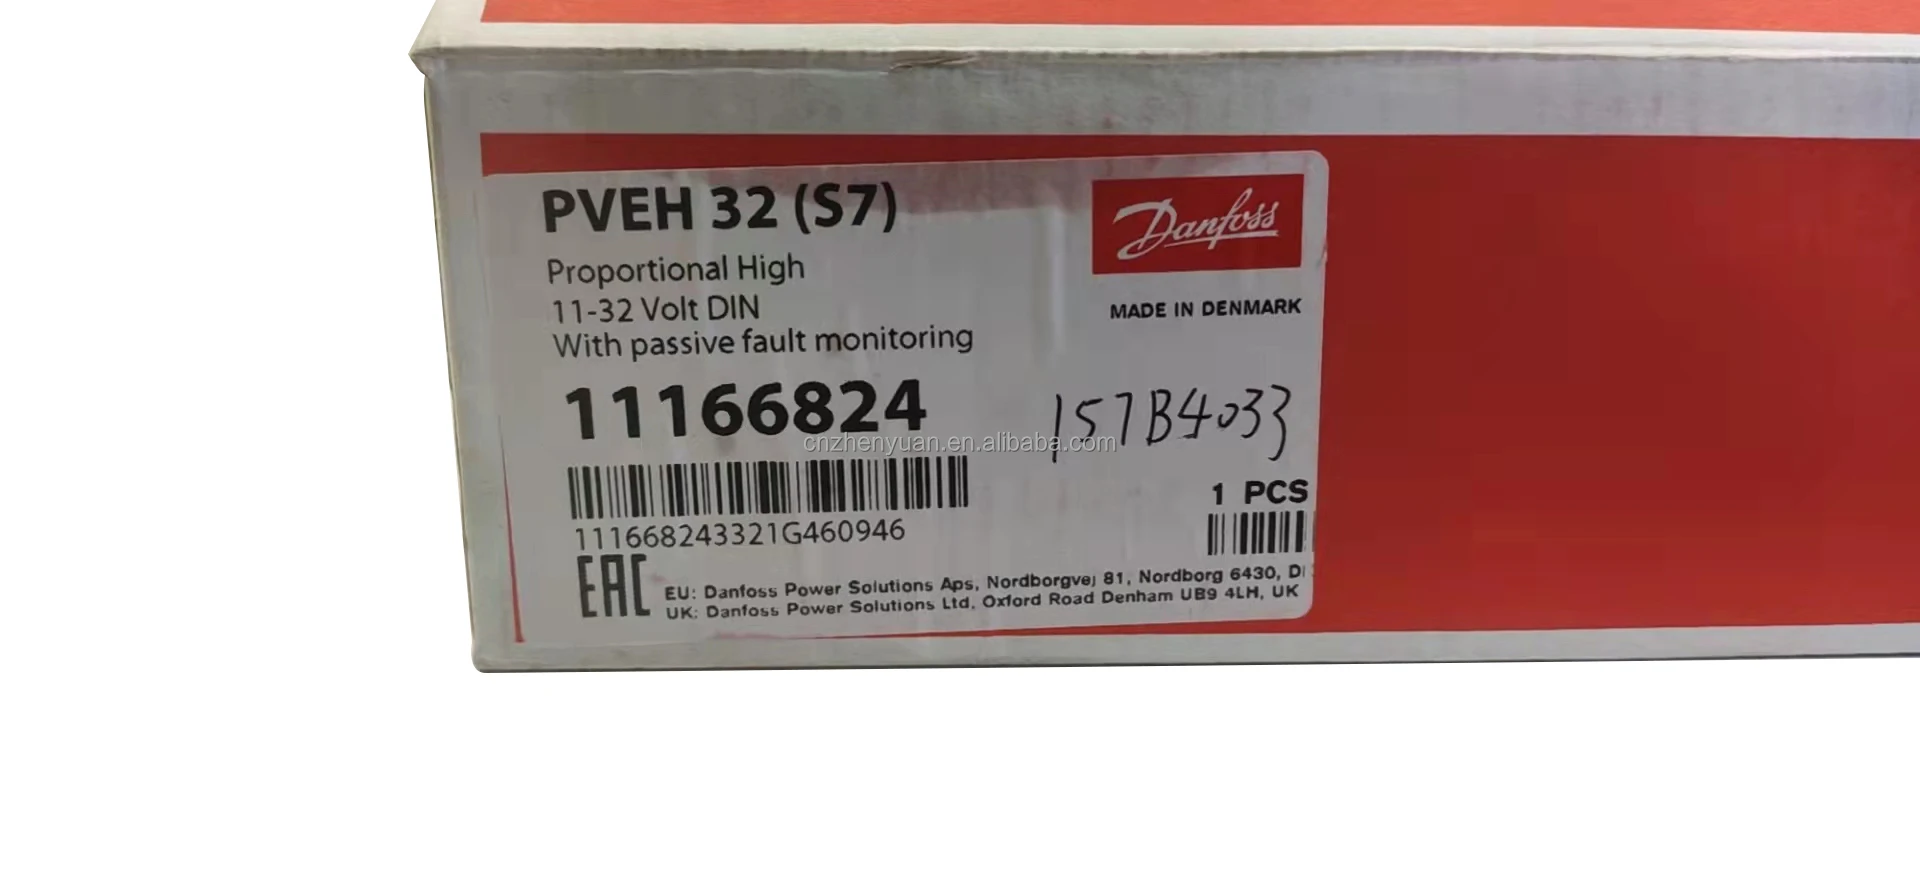 PVEH 32 (S7)
Danfoss
Proportional High
11-32 Volt DIN
MADE IN DENMARK
With passive fault monitoring
11166824
157B4033
cnzhenyuan.en.alibaba.com
1 PCS
111668243321G460946
EAC
EU: Danfoss Power Solutions Aps, Nordborgvej 81, Nordborg 6430,
UK: Danfoss Power Solutions Ltd, Oxford Road Denham UB9 4LH, UK